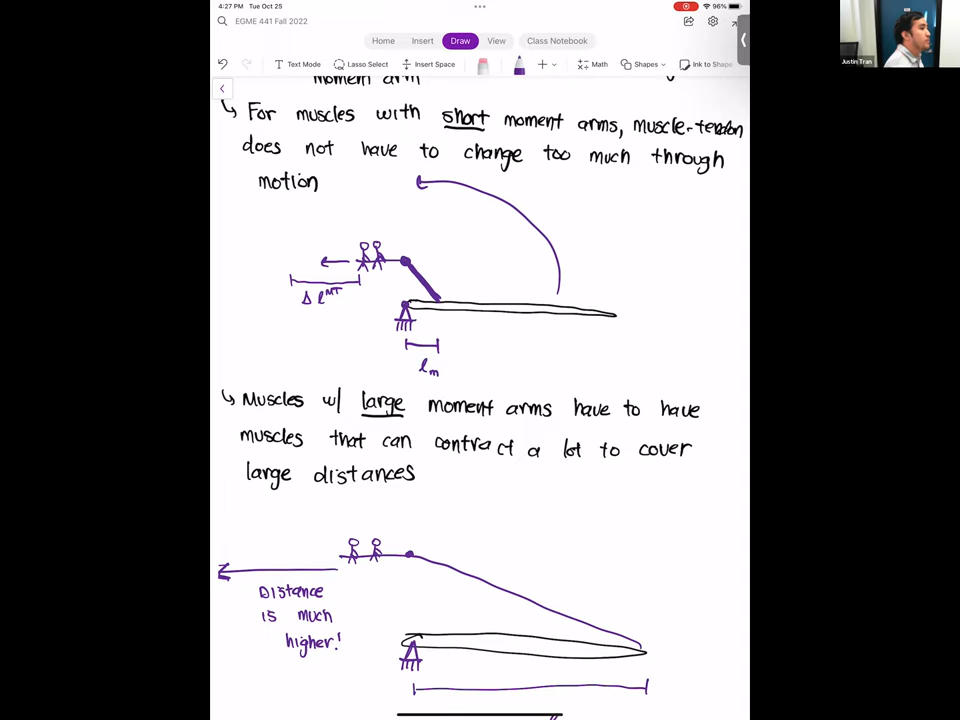 4:27 PM Tue Oct 25
96%
EGME 441 Fall 2022
Home Insert Draw View Class Notebook
Text Mode Lasso Select Insert Space Math Shapes Ink to Shape
moment arm
↳ For muscles with short moment arms, muscle-tendon
does not have to change too much through
motion
Δ l^MT
l_m
↳ Muscles w/ large moment arms have to have
muscles that can contract a lot to cover
large distances
Distance
is much
higher!
Justin Tran